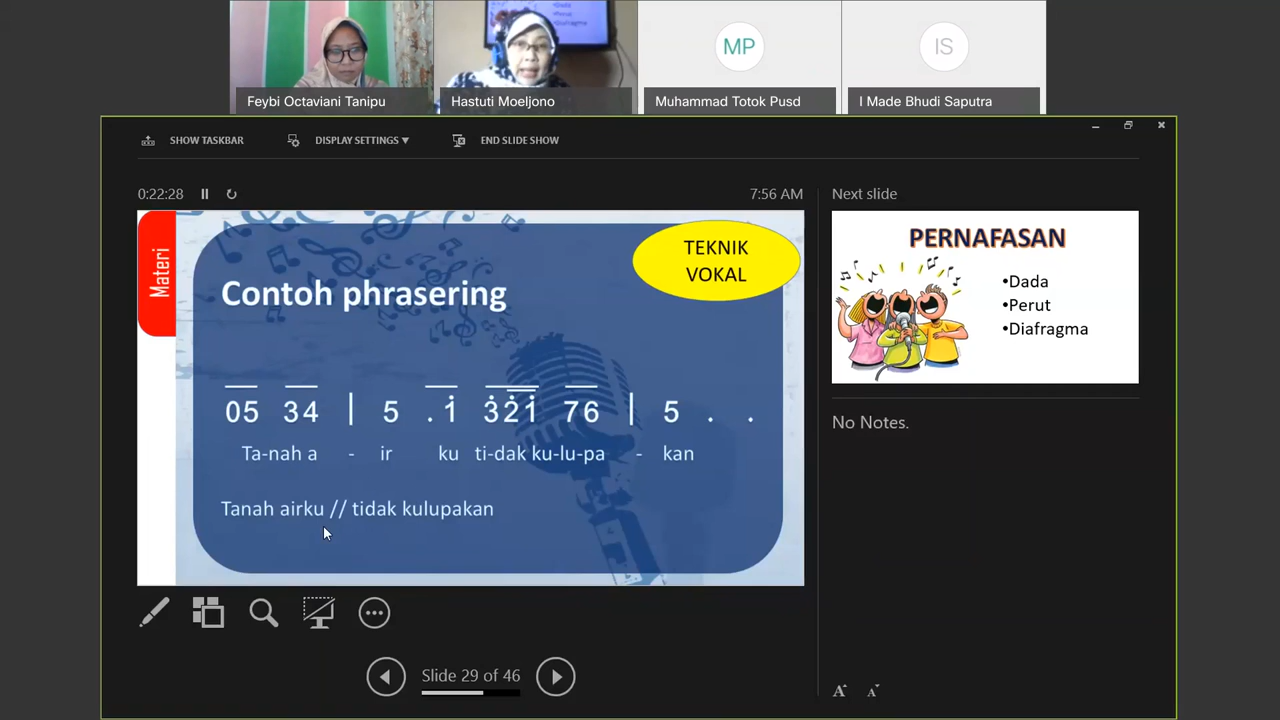 MP
IS
Feybi Octaviani Tanipu
Hastuti Moeljono
Muhammad Totok Pusd
I Made Bhudi Saputra
SHOW TASKBAR
DISPLAY SETTINGS ▼
END SLIDE SHOW
0:22:28
7:56 AM
Materi
TEKNIK
VOKAL
Contoh phrasering
05 34 | 5 . 1̇ 3̇2̇1̇ 76 | 5 . .
Ta-nah a - ir ku ti-dak ku-lu-pa - kan
Tanah airku // tidak kulupakan
Slide 29 of 46
Next slide
PERNAFASAN
•Dada
•Perut
•Diafragma
No Notes.
A A